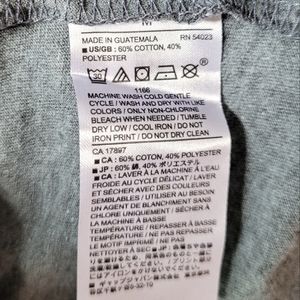 M
MADE IN GUATEMALA RN 54023
■ US/GB : 60% COTTON, 40%
POLYESTER
1166
MACHINE WASH COLD GENTLE
CYCLE / WASH AND DRY WITH LIKE
COLORS / ONLY NON-CHLORINE
BLEACH WHEN NEEDED / TUMBLE
DRY LOW / COOL IRON / DO NOT
IRON PRINT / DO NOT DRY CLEAN
CA 17897
■ CA : 60% COTTON, 40% POLYESTER
■ JP : 60% 綿, 40% ポリエステル
■ CA : LAVER À LA MACHINE À L'EAU
FROIDE AU CYCLE DÉLICAT / LAVER ET
SÉCHER AVEC DES COULEURS
SEMBLABLES / UTILISER AU BESOIN
UN AGENT DE BLANCHIMENT SANS
CHLORE UNIQUEMENT / SÉCHER À
BASSE TEMPÉRATURE / REPASSER À BASSE
TEMPÉRATURE / NE PAS REPASSER
LE MOTIF IMPRIMÉ / NE PAS
NETTOYER À SEC